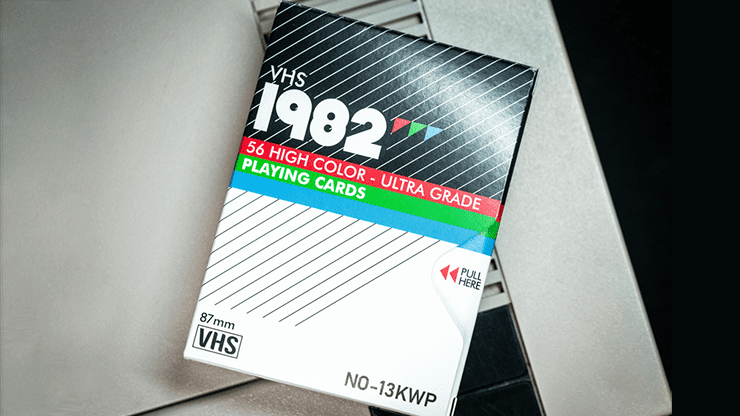 VHS
1982
56 HIGH COLOR - ULTRA GRADE
PLAYING CARDS
PULL
HERE
87mm
VHS
NO-13KWP